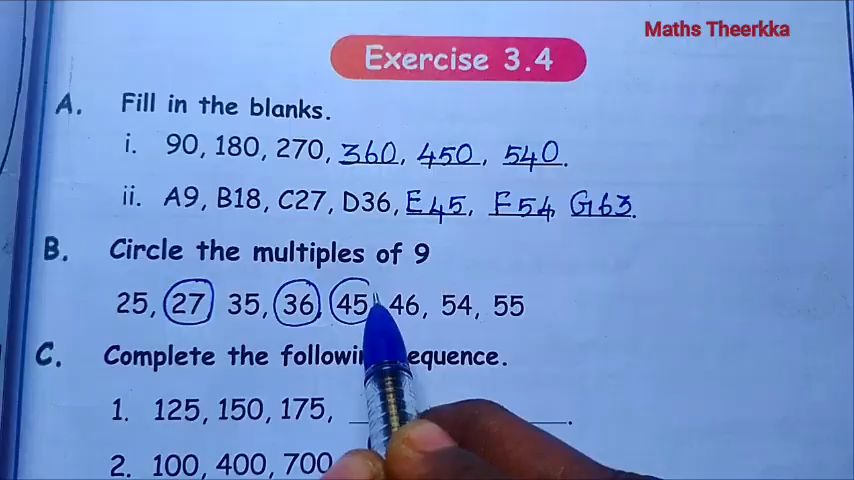 Maths Theerkka
Exercise 3.4
A. Fill in the blanks.
i. 90, 180, 270, 360, 450, 540.
ii. A9, B18, C27, D36, E45, F54, G63.
B. Circle the multiples of 9
25, 27 35, 36, 45, 46, 54, 55
C. Complete the following sequence.
1. 125, 150, 175,
2. 100, 400, 700